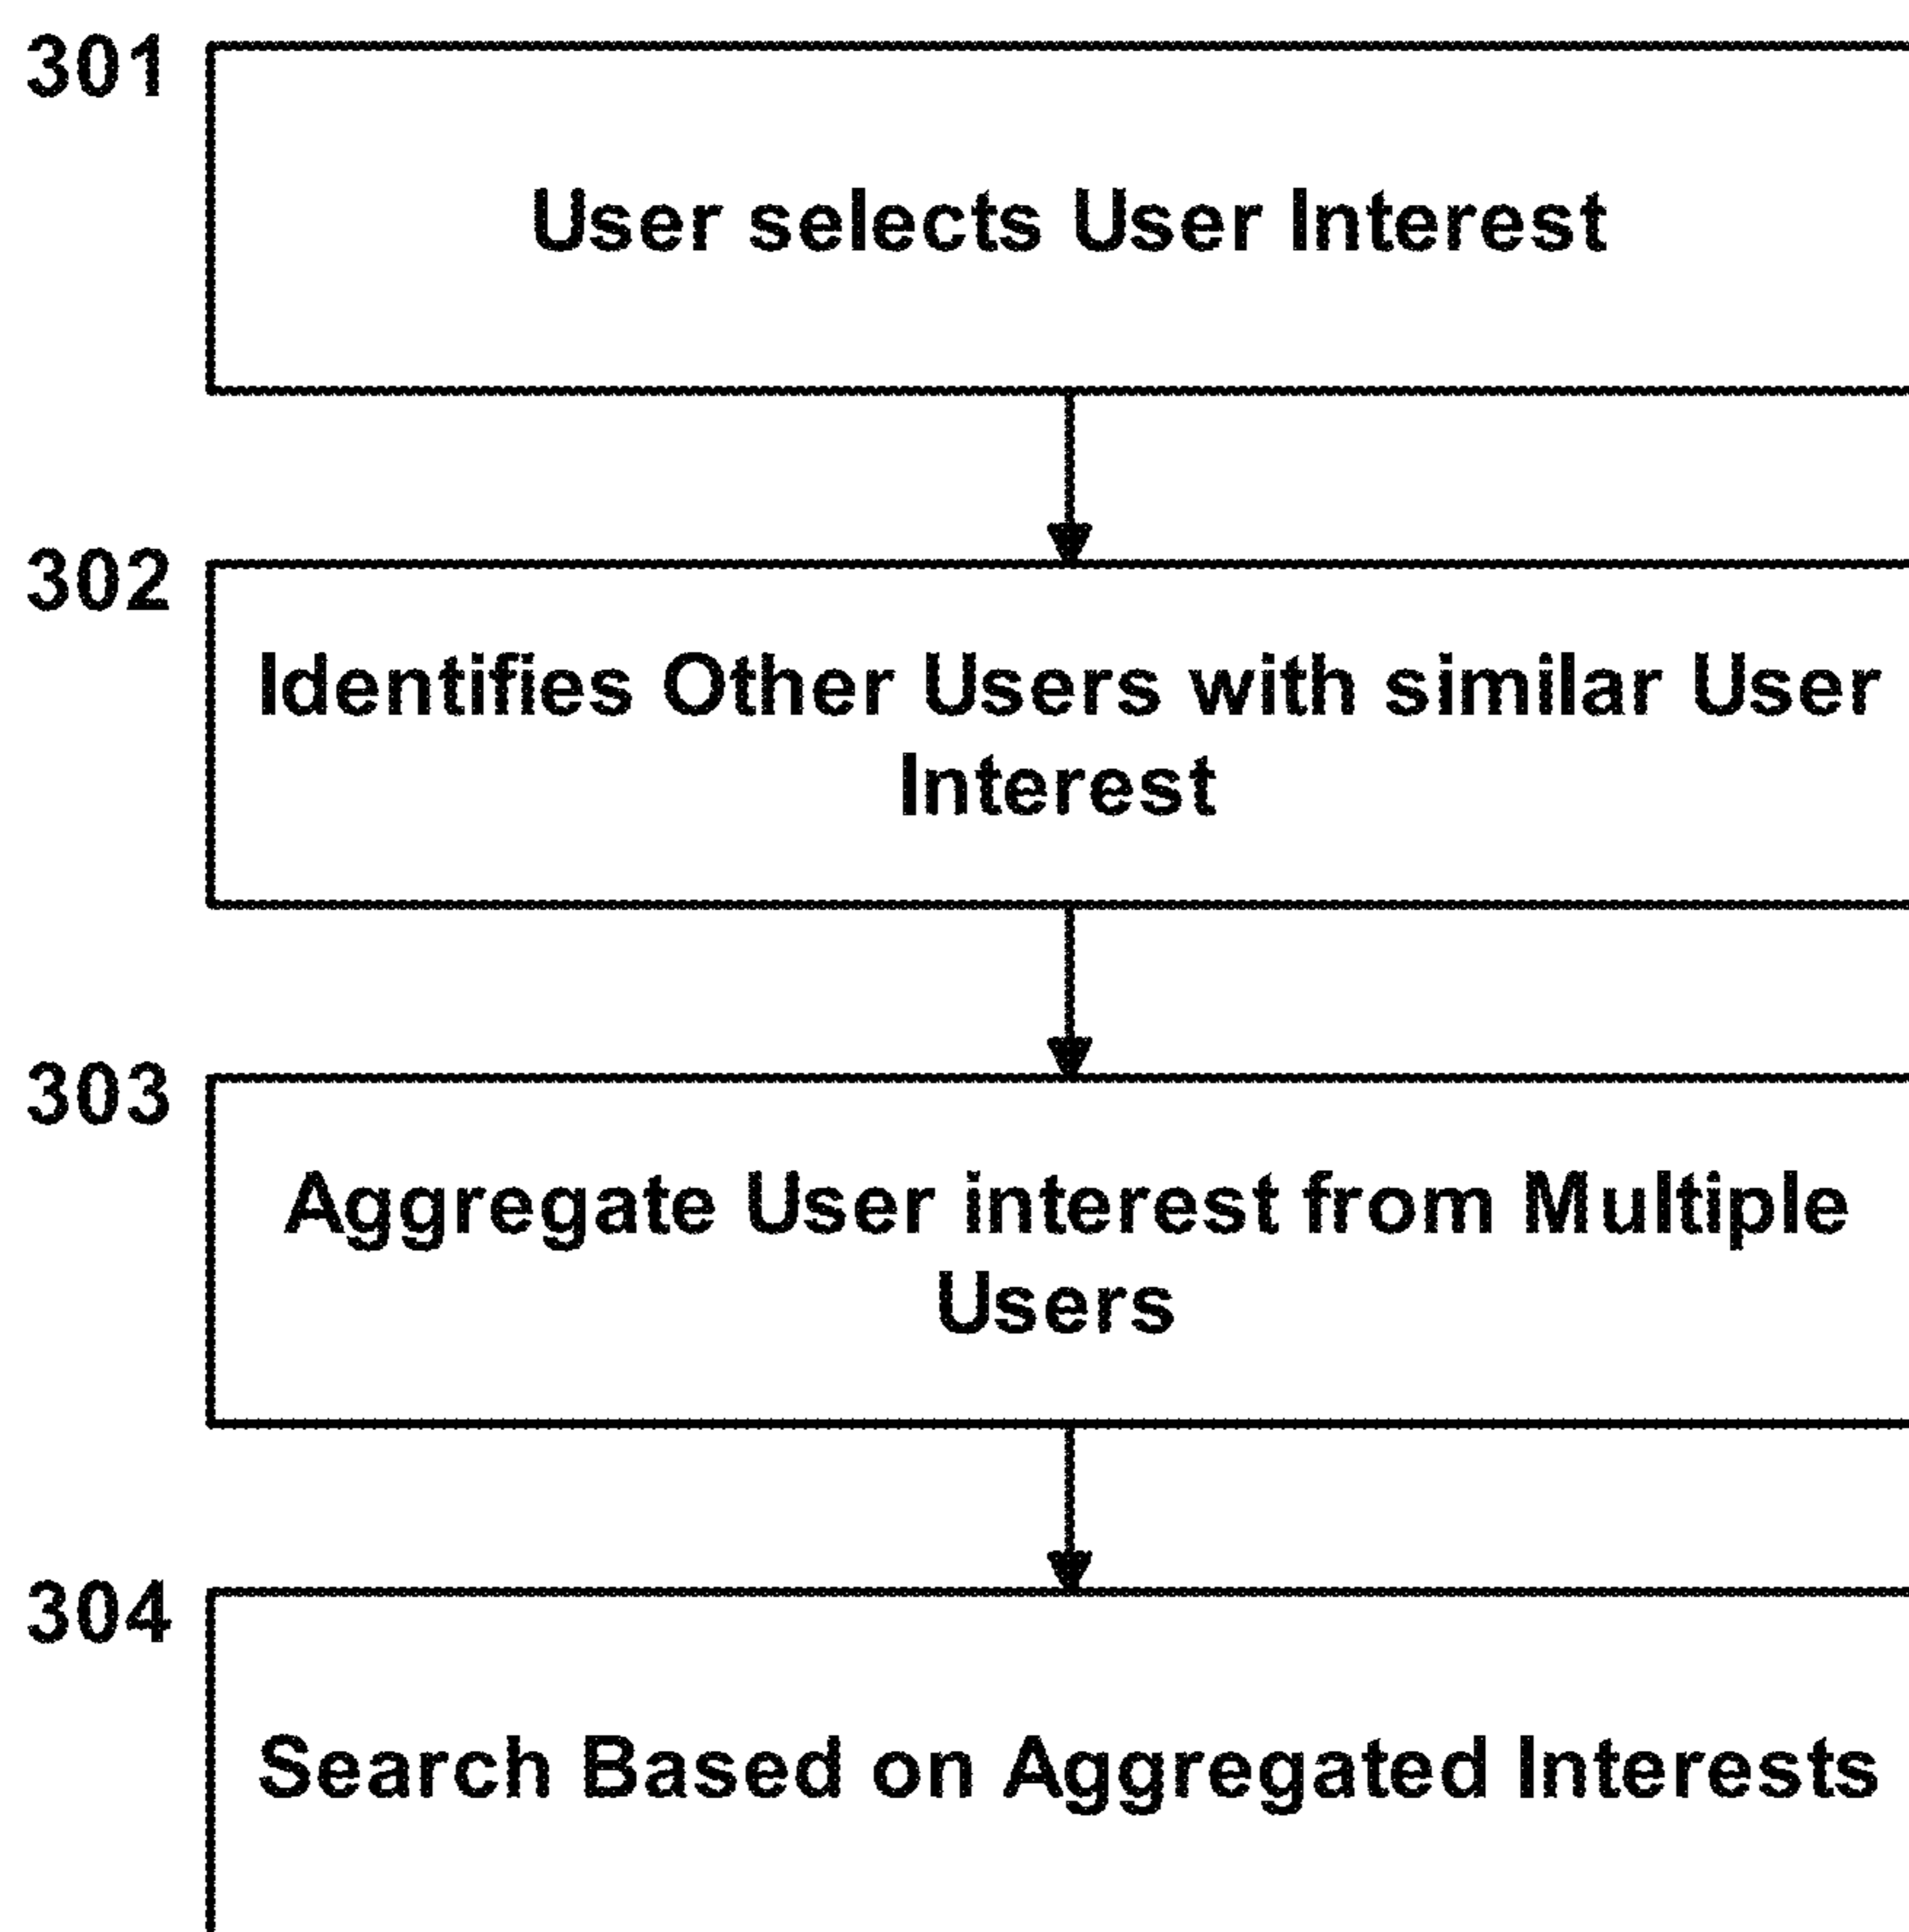 301
User selects User Interest
302
Identifies Other Users with similar User
Interest
303
Aggregate User interest from Multiple
Users
304
Search Based on Aggregated Interests